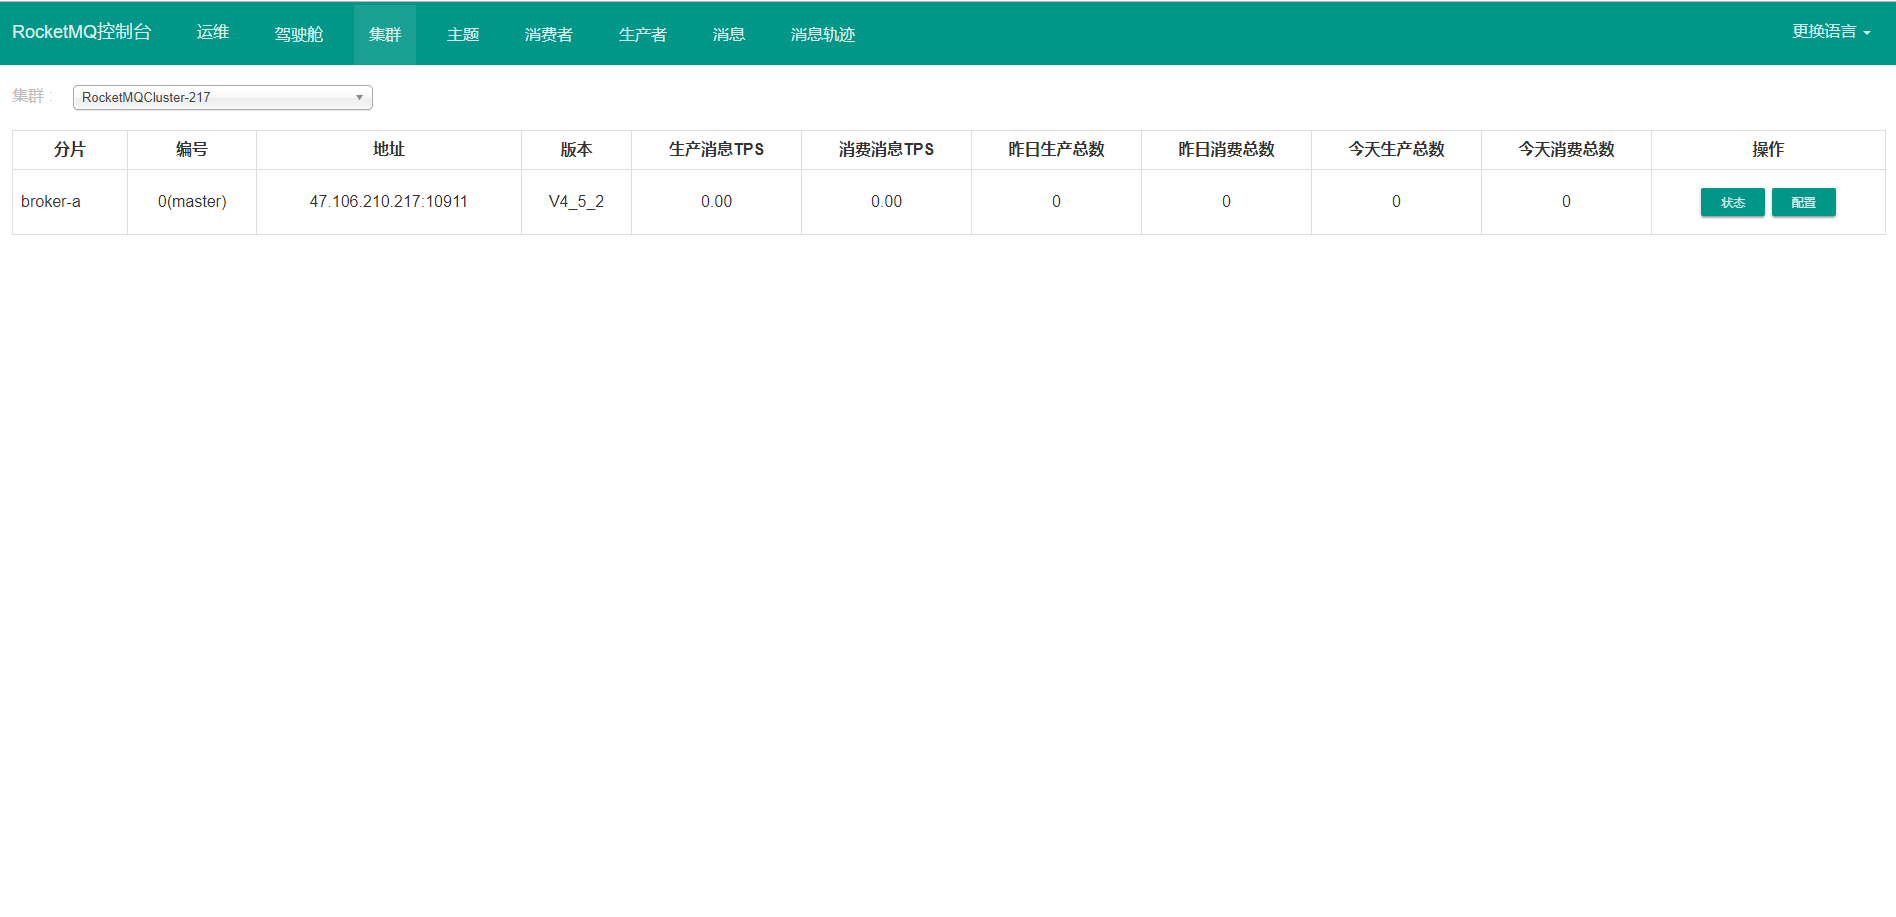 RocketMQ控制台 运维 驾驶舱 集群 主题 消费者 生产者 消息 消息轨迹 更换语言
集群 : RocketMQCluster-217
分片 编号 地址 版本 生产消息TPS 消费消息TPS 昨日生产总数 昨日消费总数 今天生产总数 今天消费总数 操作
broker-a 0(master) 47.106.210.217:10911 V4_5_2 0.00 0.00 0 0 0 0 状态 配置